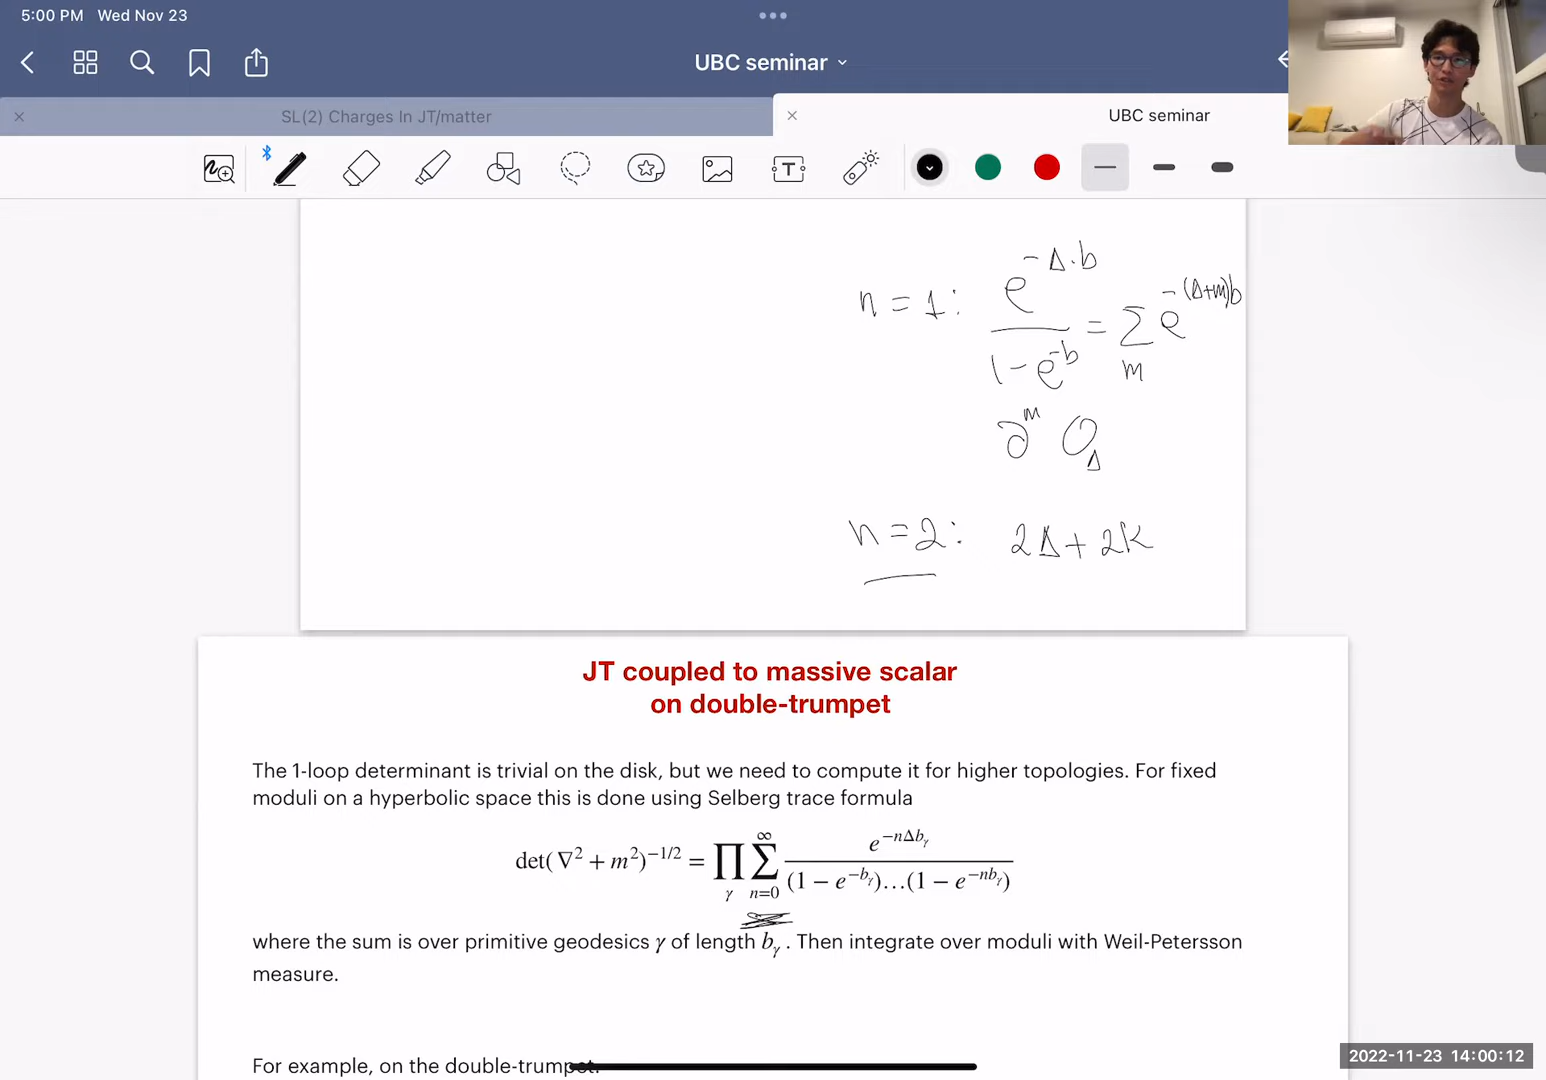 5:00 PM Wed Nov 23
UBC seminar
SL(2) Charges In JT/matter
UBC seminar
T
n = 1: e^{-Δ·b} / (1 - e^{-b}) = Σ_m e^{-(Δ+m)b}
∂^m O_Δ
n = 2: 2Δ + 2K
JT coupled to massive scalar
on double-trumpet
The 1-loop determinant is trivial on the disk, but we need to compute it for higher topologies. For fixed
moduli on a hyperbolic space this is done using Selberg trace formula
det(∇² + m²)^{-1/2} = ∏_γ Σ_{n=0}^{∞} e^{-nΔb_γ} / (1 - e^{-b_γ})…(1 - e^{-nb_γ})
where the sum is over primitive geodesics γ of length b_γ. Then integrate over moduli with Weil-Petersson
measure.
For example, on the double-trumpet.
2022-11-23 14:00:12